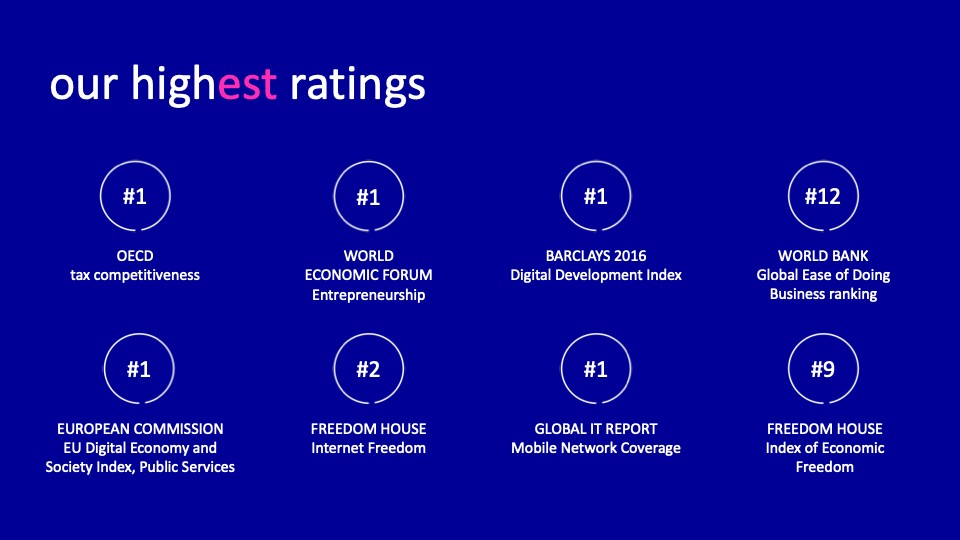 our highest ratings
#1
OECD
tax competitiveness
#1
WORLD
ECONOMIC FORUM
Entrepreneurship
#1
BARCLAYS 2016
Digital Development Index
#12
WORLD BANK
Global Ease of Doing
Business ranking
#1
EUROPEAN COMMISSION
EU Digital Economy and
Society Index, Public Services
#2
FREEDOM HOUSE
Internet Freedom
#1
GLOBAL IT REPORT
Mobile Network Coverage
#9
FREEDOM HOUSE
Index of Economic
Freedom